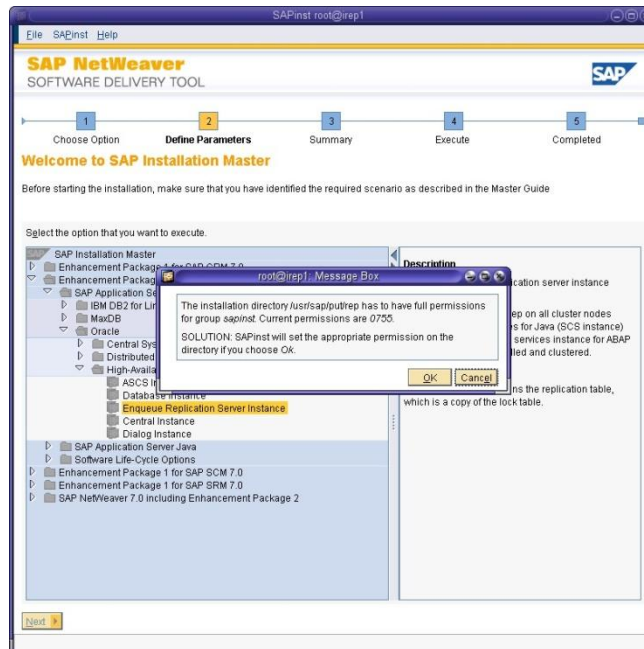 SAPinst root@irep1
File SAPinst Help
SAP NetWeaver
SOFTWARE DELIVERY TOOL
SAP
1 2 3 4 5
Choose Option Define Parameters Summary Execute Completed
Welcome to SAP Installation Master
Before starting the installation, make sure that you have identified the required scenario as described in the Master Guide
Select the option that you want to execute.
SAP Installation Master
Enhancement Package 1 for SAP CRM 7.0
Enhancement Packag
SAP Application Se
IBM DB2 for Lin
MaxDB
Oracle
Central Sys
Distributed
High-Availa
ASCS In
Database Instance
Enqueue Replication Server Instance
Central Instance
Dialog Instance
SAP Application Server Java
Software Life-Cycle Options
Enhancement Package 1 for SAP SCM 7.0
Enhancement Package 1 for SAP SRM 7.0
SAP NetWeaver 7.0 including Enhancement Package 2
Description
ication server instance
ep on all cluster nodes
es for Java (SCS instance)
services instance for ABAP
lled and clustered.
ns the replication table,
which is a copy of the lock table.
root@irep1: Message Box
The installation directory /usr/sap/put/rep has to have full permissions
for group sapinst. Current permissions are 0755.
SOLUTION: SAPinst will set the appropriate permission on the
directory if you choose Ok.
OK Cancel
Next